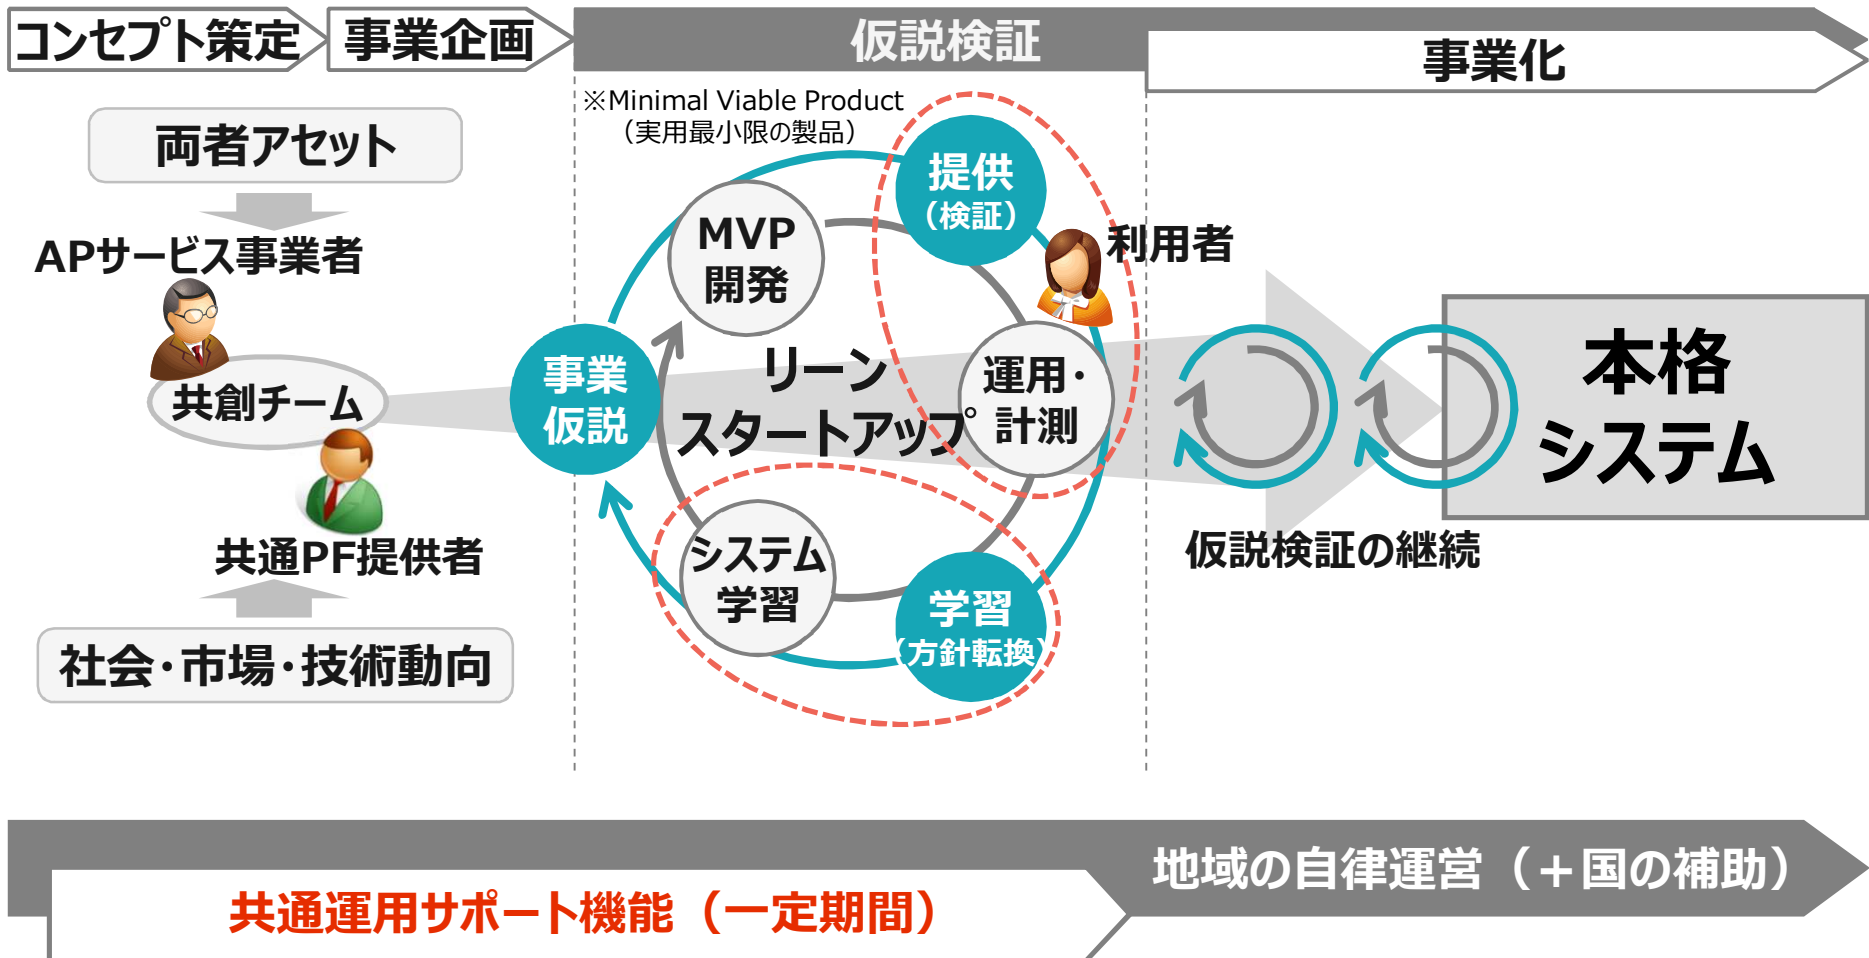 コンセプト策定
事業企画
仮説検証
事業化
※Minimal Viable Product
（実用最小限の製品）
両者アセット
APサービス事業者
共創チーム
共通PF提供者
社会・市場・技術動向
事業
仮説
MVP
開発
提供
（検証）
利用者
リーン
スタートアップ
運用・
計測
システム
学習
学習
（方針転換）
仮説検証の継続
本格
システム
地域の自律運営（＋国の補助）
共通運用サポート機能（一定期間）